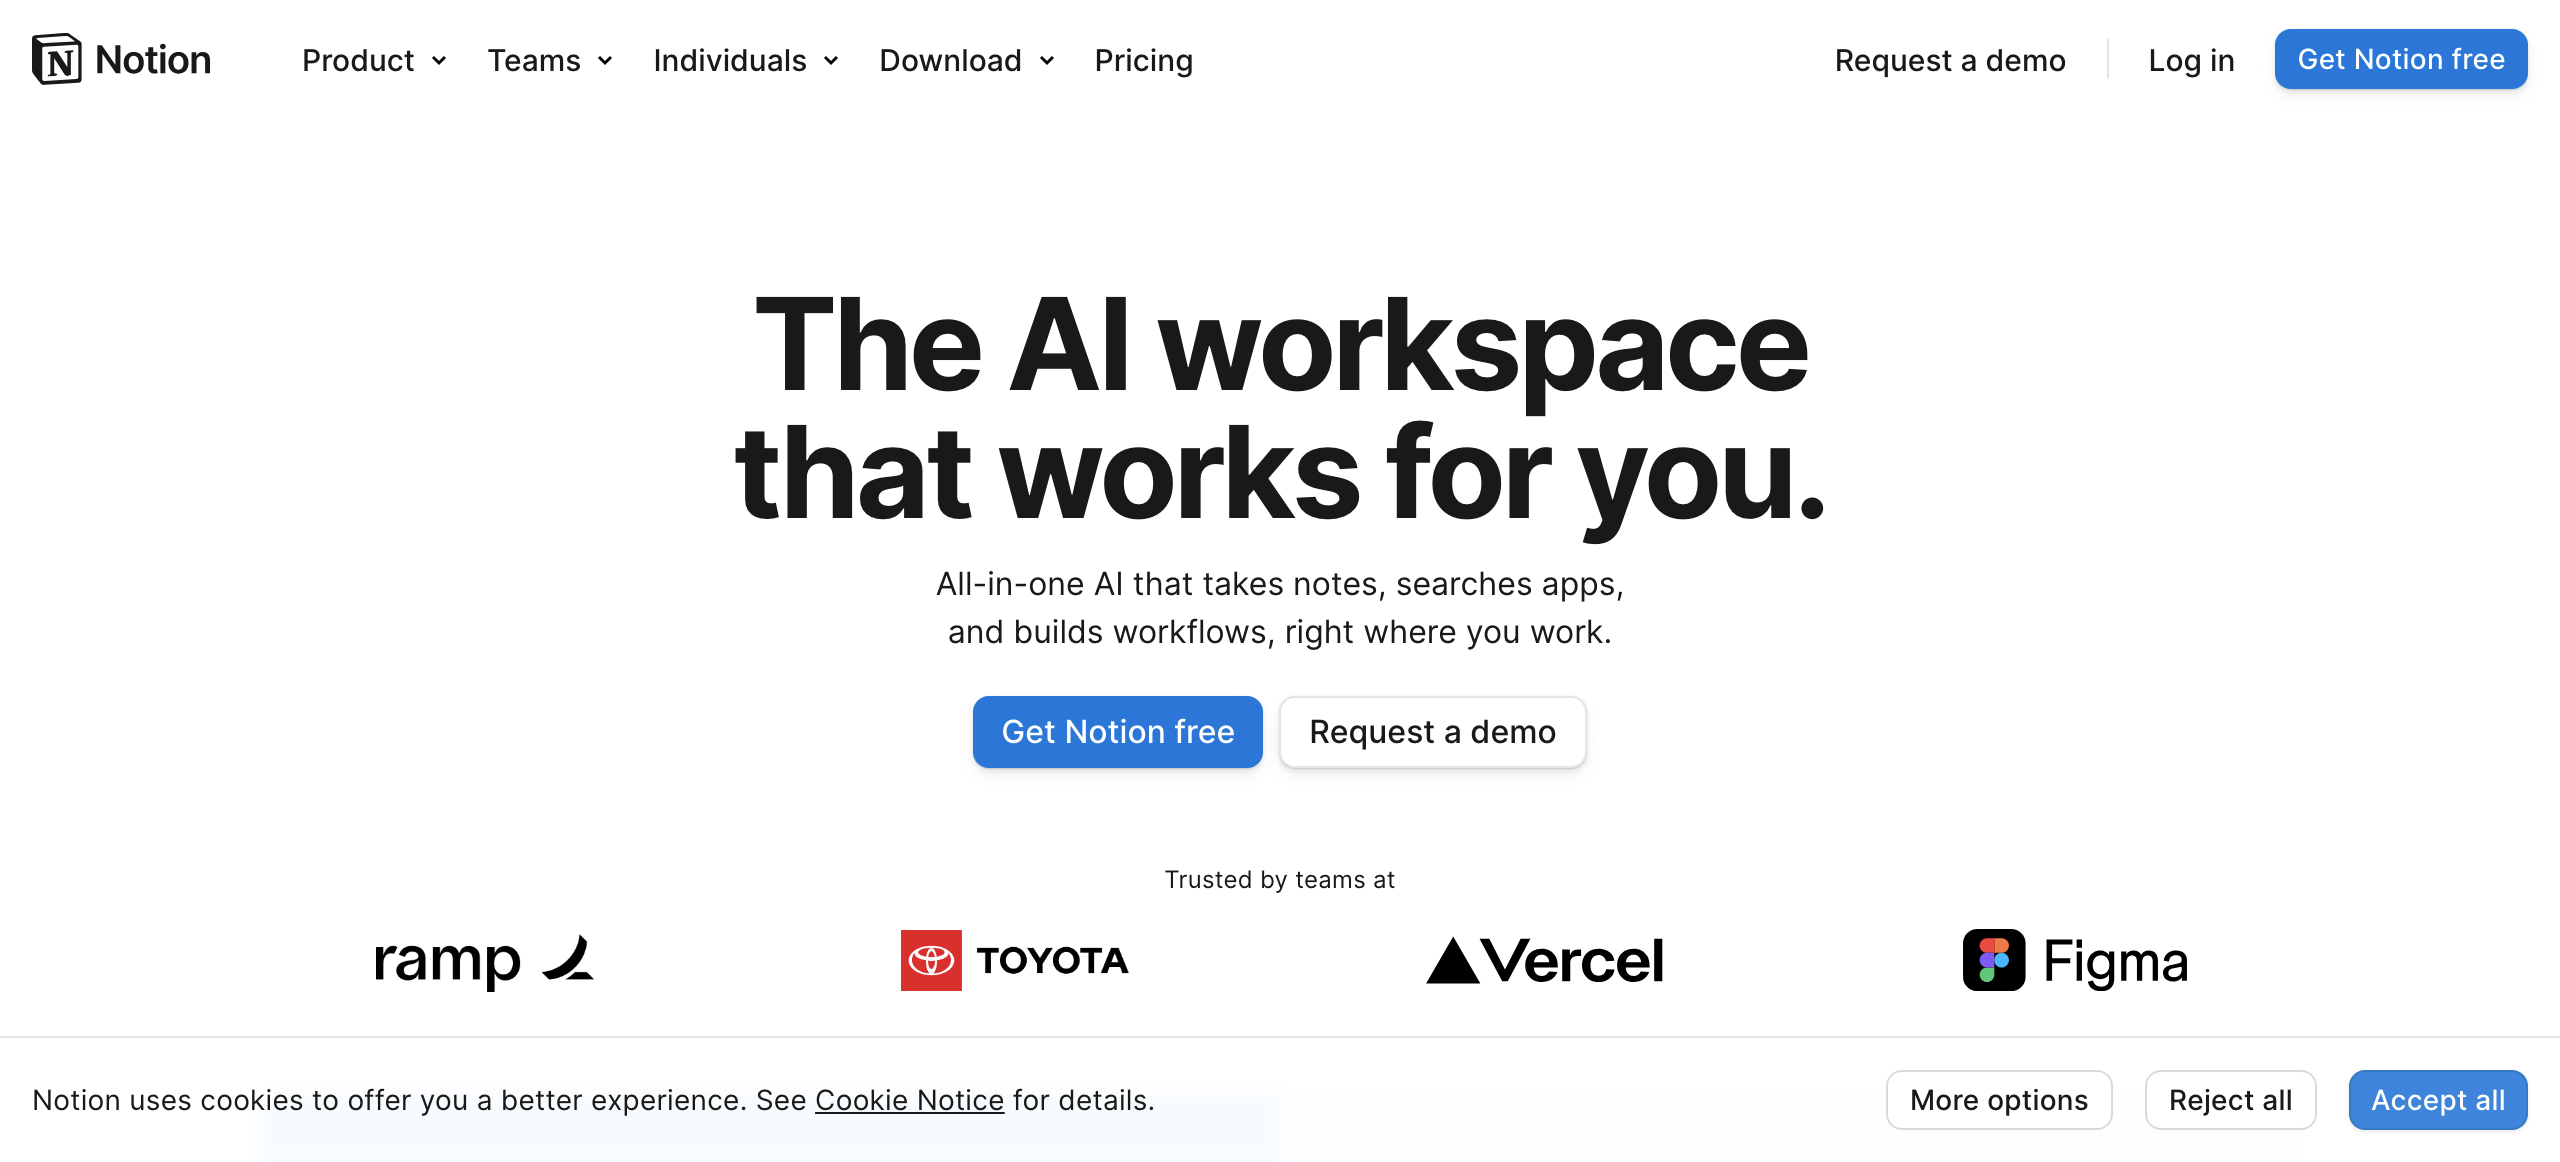 Notion
Product
Teams
Individuals
Download
Pricing
Request a demo
Log in
Get Notion free
The AI workspace
that works for you.
All-in-one AI that takes notes, searches apps,
and builds workflows, right where you work.
Get Notion free
Request a demo
Trusted by teams at
ramp
TOYOTA
Vercel
Figma
Notion uses cookies to offer you a better experience. See Cookie Notice for details.
More options
Reject all
Accept all